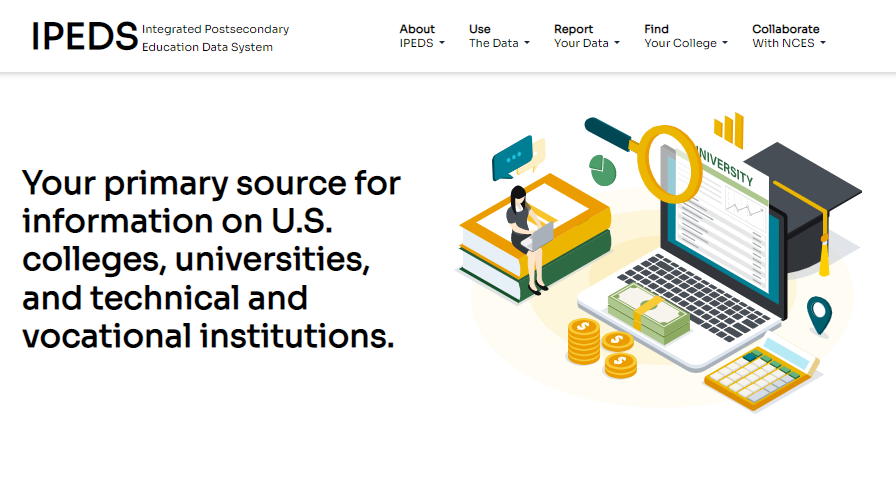 IPEDS
Integrated Postsecondary
Education Data System
About
IPEDS
Use
The Data
Report
Your Data
Find
Your College
Collaborate
With NCES
Your primary source for
information on U.S.
colleges, universities,
and technical and
vocational institutions.
UNIVERSITY
$
$
$